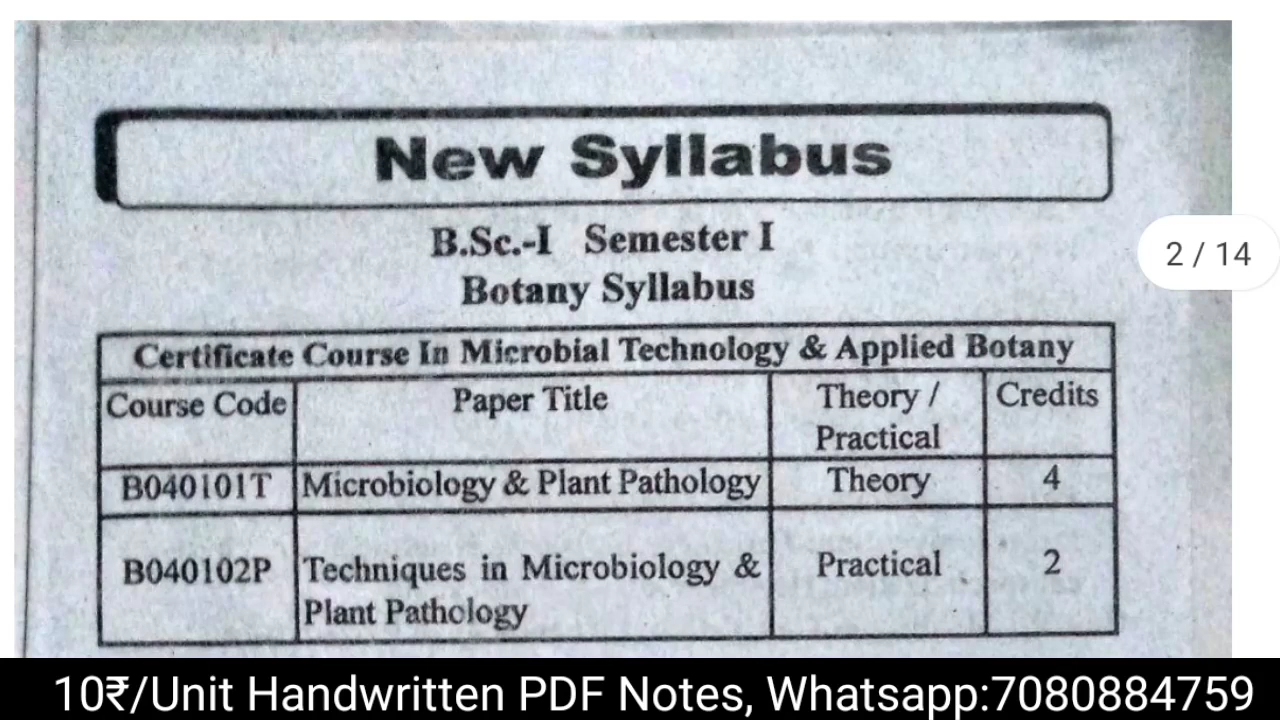 New Syllabus
B.Sc.-I Semester I
Botany Syllabus
Certificate Course In Microbial Technology & Applied Botany
Course Code Paper Title Theory / Practical Credits
B040101T Microbiology & Plant Pathology Theory 4
B040102P Techniques in Microbiology & Plant Pathology Practical 2
2 / 14
10₹/Unit Handwritten PDF Notes, Whatsapp:7080884759